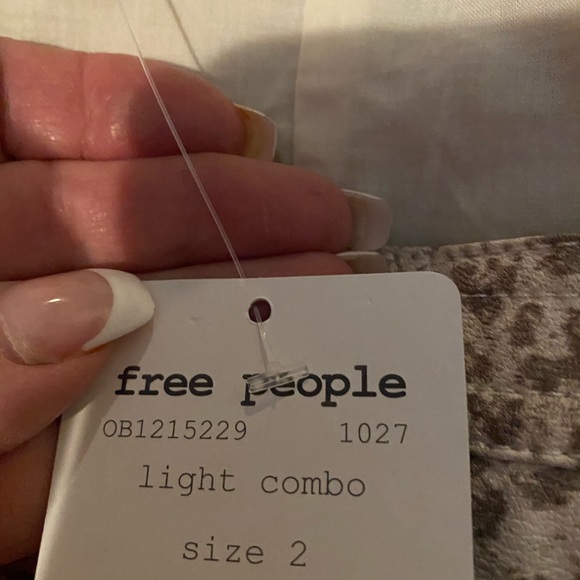 free people
OB1215229 1027
light combo
size 2